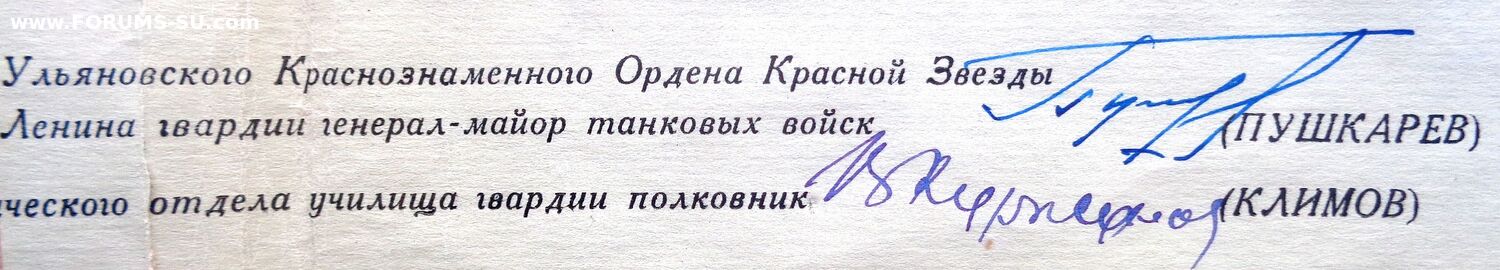 www.FORUMS-SU.com
Ульяновского Краснознаменного Ордена Красной Звезды
Ленина гвардии генерал-майор танковых войск (ПУШКАРЕВ)
ческого отдела училища гвардии полковник (КЛИМОВ)